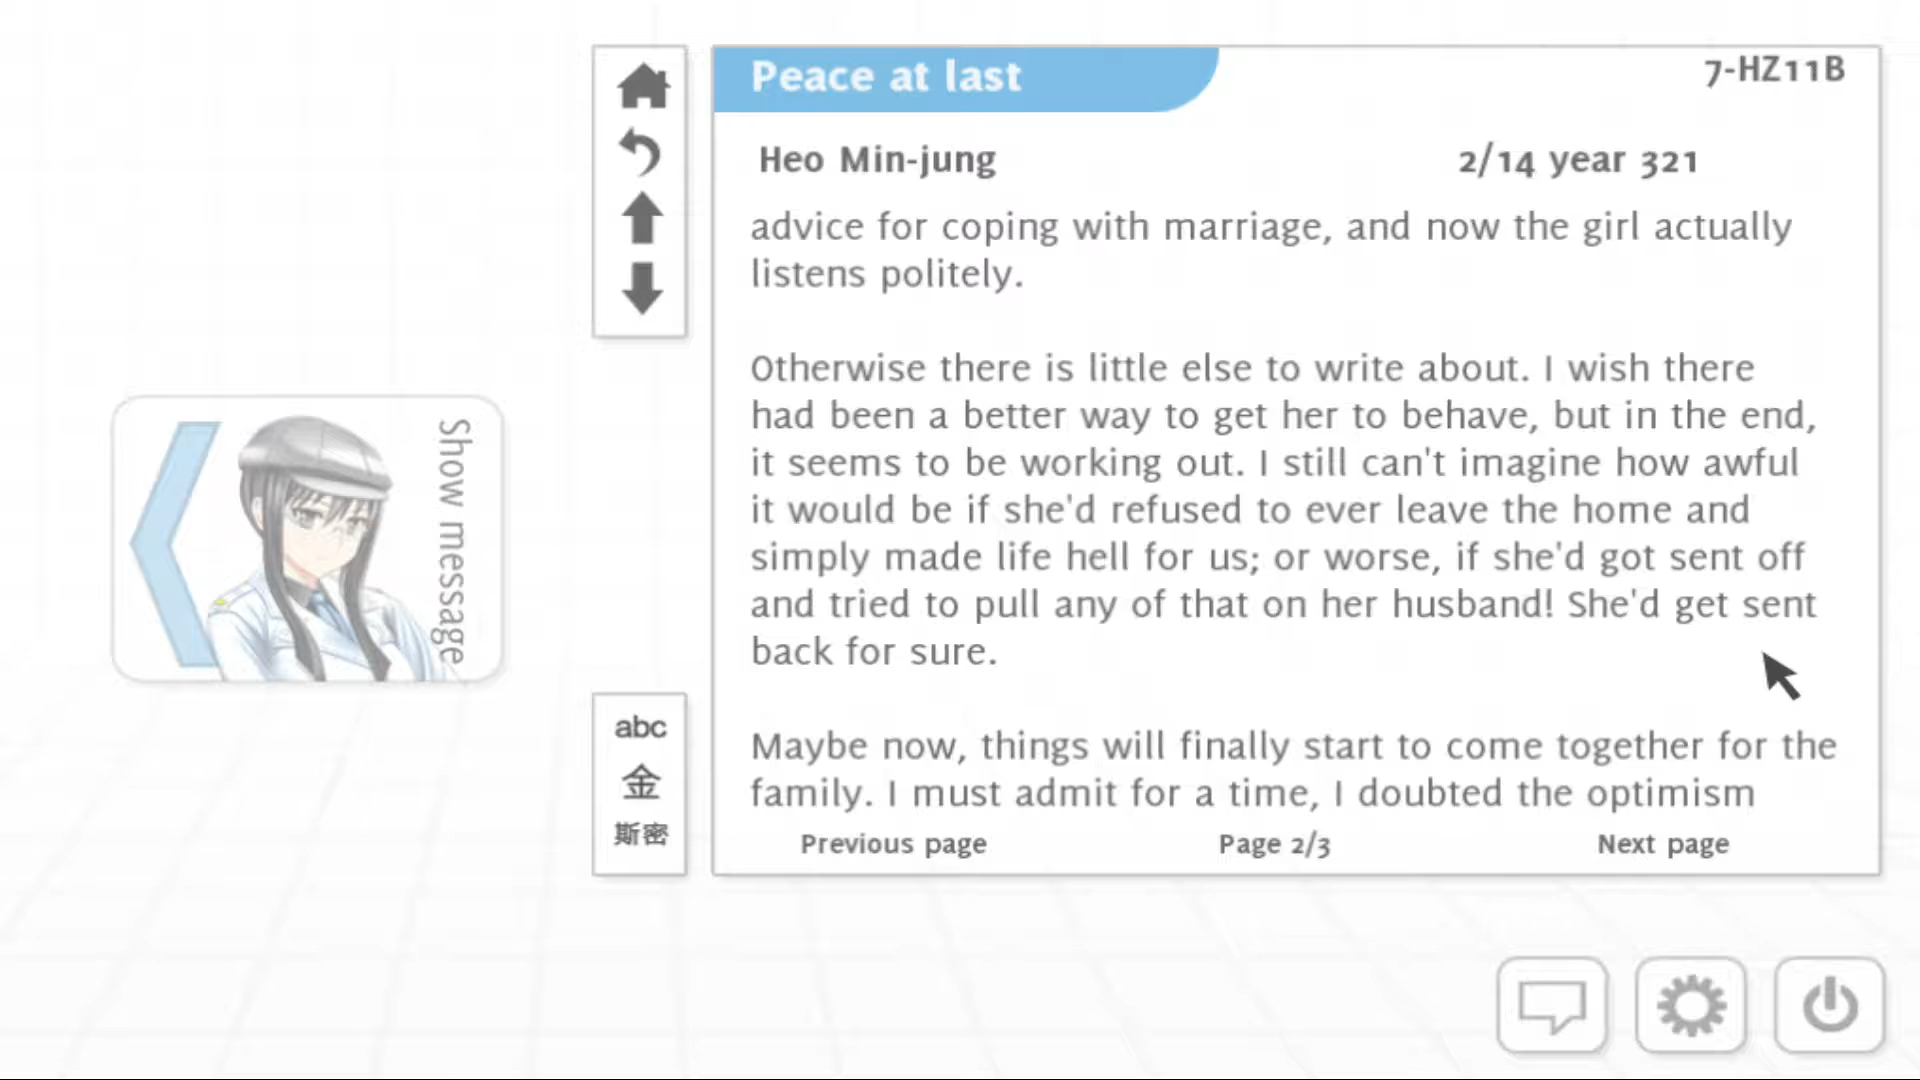 Peace at last
7-HZ11B
Heo Min-jung
2/14 year 321
advice for coping with marriage, and now the girl actually
listens politely.
Otherwise there is little else to write about. I wish there
had been a better way to get her to behave, but in the end,
it seems to be working out. I still can't imagine how awful
it would be if she'd refused to ever leave the home and
simply made life hell for us; or worse, if she'd got sent off
and tried to pull any of that on her husband! She'd get sent
back for sure.
Maybe now, things will finally start to come together for the
family. I must admit for a time, I doubted the optimism
Previous page
Page 2/3
Next page
Show message
abc
金
斯密